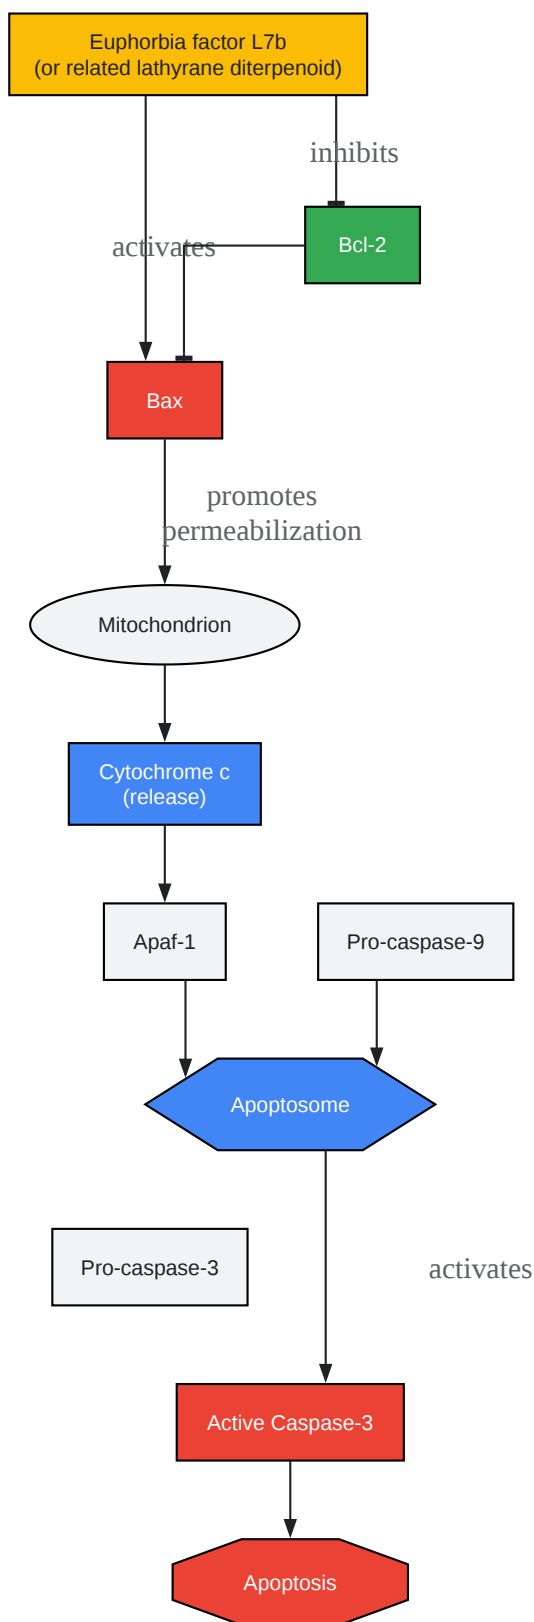 Euphorbia factor L7b
(or related lathyrane diterpenoid)
inhibits
Bcl-2
activates
Bax
promotes
permeabilization
Mitochondrion
Cytochrome c
(release)
Apaf-1
Pro-caspase-9
Apoptosome
Pro-caspase-3
activates
Active Caspase-3
Apoptosis